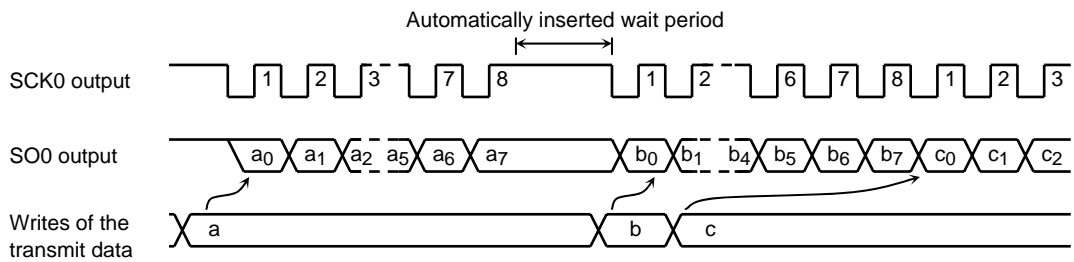 Automatically inserted wait period
SCK0 output 1 2 3 7 8 1 2 6 7 8 1 2 3
SO0 output a0 a1 a2 a5 a6 a7 b0 b1 b4 b5 b6 b7 c0 c1 c2
Writes of the
transmit data
a b c